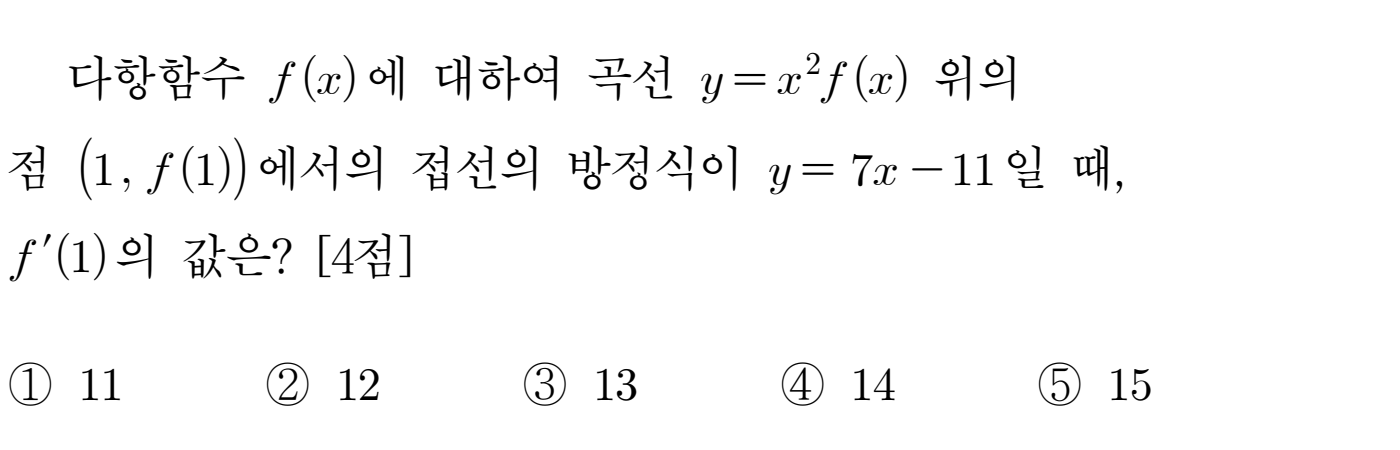 다항함수 f(x)에 대하여 곡선 y=x²f(x) 위의
점 (1, f(1))에서의 접선의 방정식이 y= 7x-11일 때,
f′(1)의 값은? [4점]
① 11 ② 12 ③ 13 ④ 14 ⑤ 15